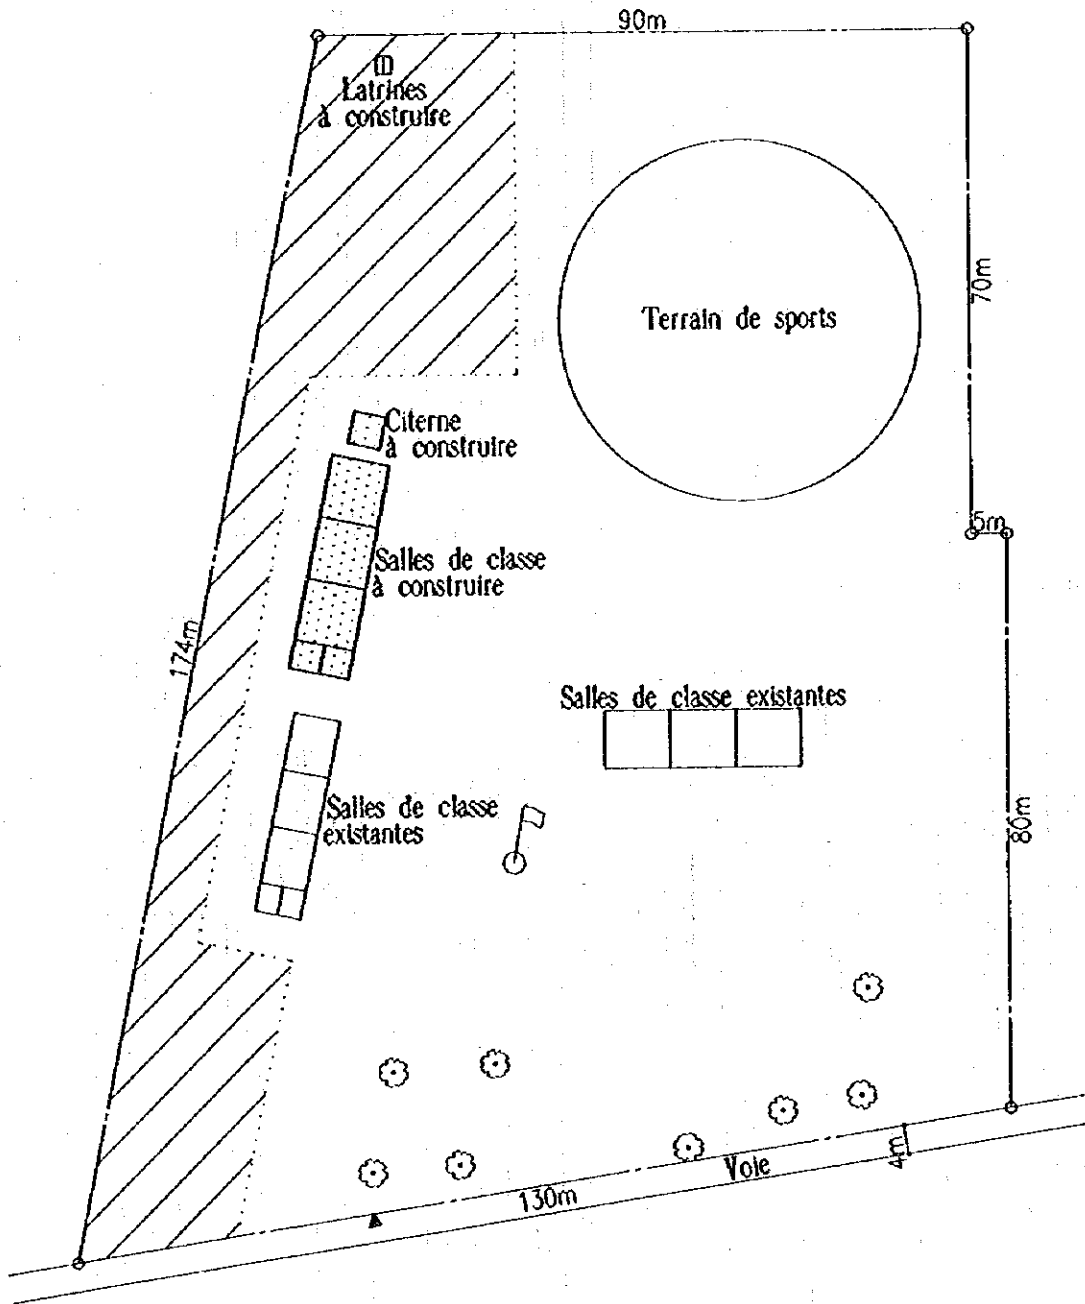 90m
Latrines
à construire
70m
Terrain de sports
Citerne
à construire
5m
Salles de classe
à construire
174m
Salles de classe existantes
Salles de classe
existantes
80m
Voie
4m
130m